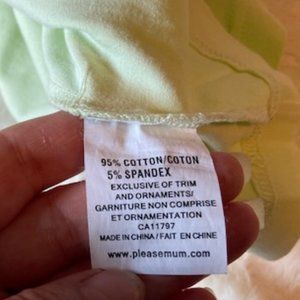 95% COTTON/COTON
5% SPANDEX
EXCLUSIVE OF TRIM
AND ORNAMENTS/
GARNITURE NON COMPRISE
ET ORNAMENTATION
CA11797
MADE IN CHINA / FAIT EN CHINE
www.pleasemum.com